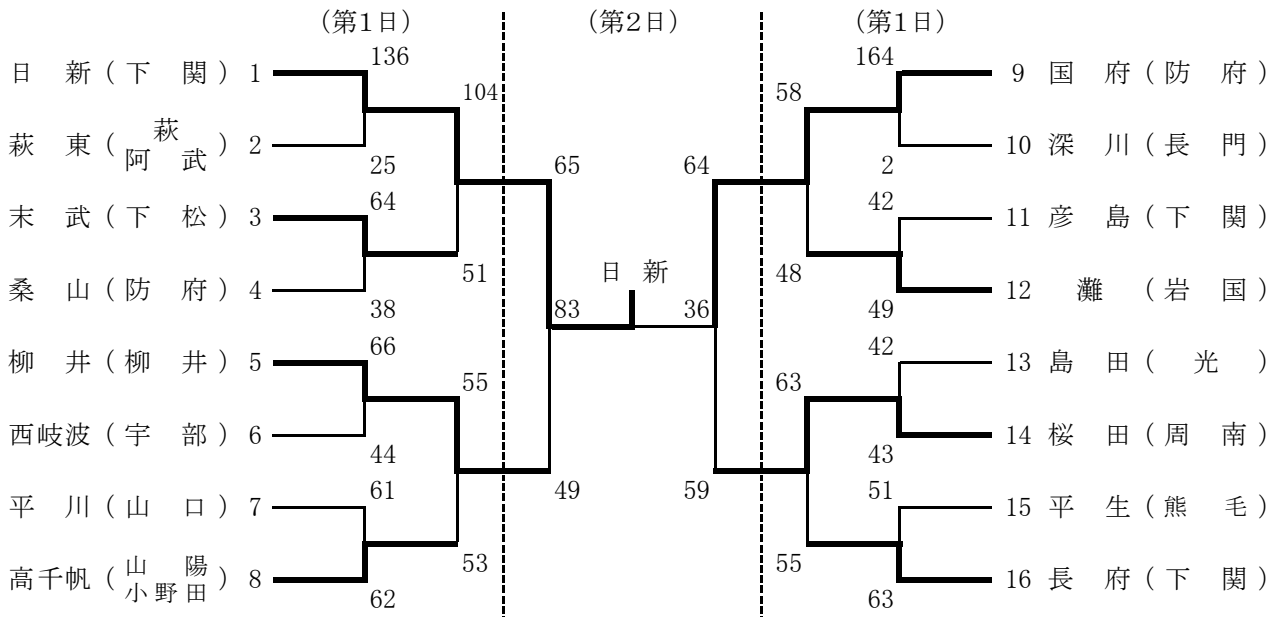 (第1日) (第2日) (第1日)
136 164
日 新 ( 下 関 ) 1 9 国 府 ( 防 府 )
104 58
萩 東 ( 萩 阿 武 ) 2 10 深 川 ( 長 門 )
25 65 64 2
64 42
末 武 ( 下 松 ) 3 11 彦 島 ( 下 関 )
51 日 新 48
桑 山 ( 防 府 ) 4 12 灘 ( 岩 国 )
38 83 36 49
66 42
柳 井 ( 柳 井 ) 5 13 島 田 ( 光 )
55 63
西岐波 ( 宇 部 ) 6 14 桜 田 ( 周 南 )
44 43
61 49 59 51
平 川 ( 山 口 ) 7 15 平 生 ( 熊 毛 )
53 55
高千帆 ( 山 陽 小野田 ) 8 16 長 府 ( 下 関 )
62 63